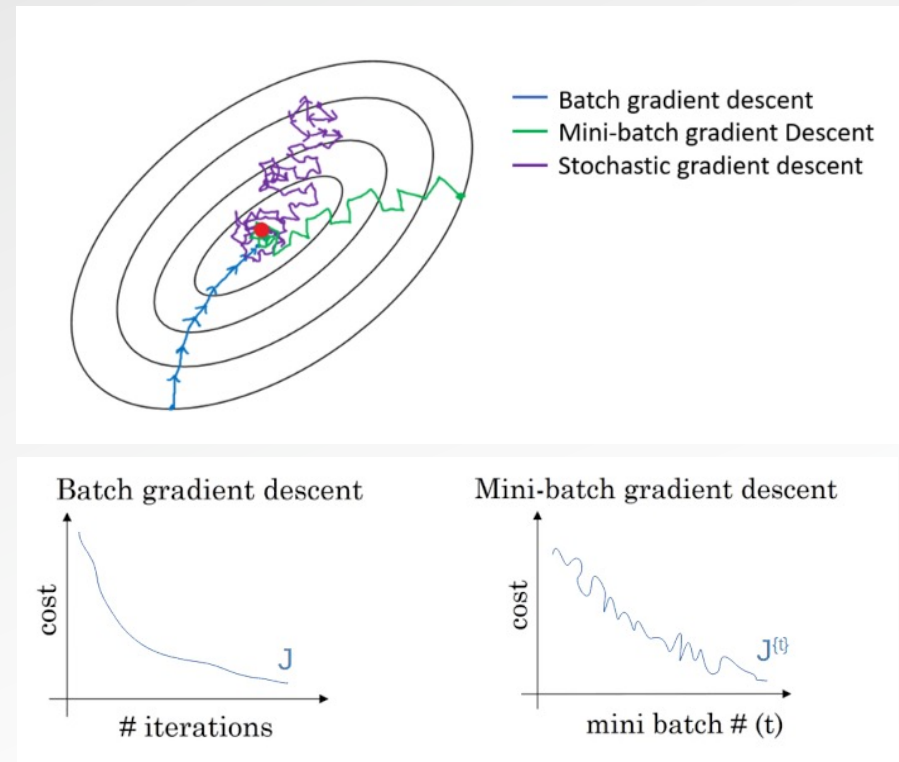 Batch gradient descent
Mini-batch gradient Descent
Stochastic gradient descent
Batch gradient descent
cost
J
# iterations
Mini-batch gradient descent
cost
J{t}
mini batch # (t)